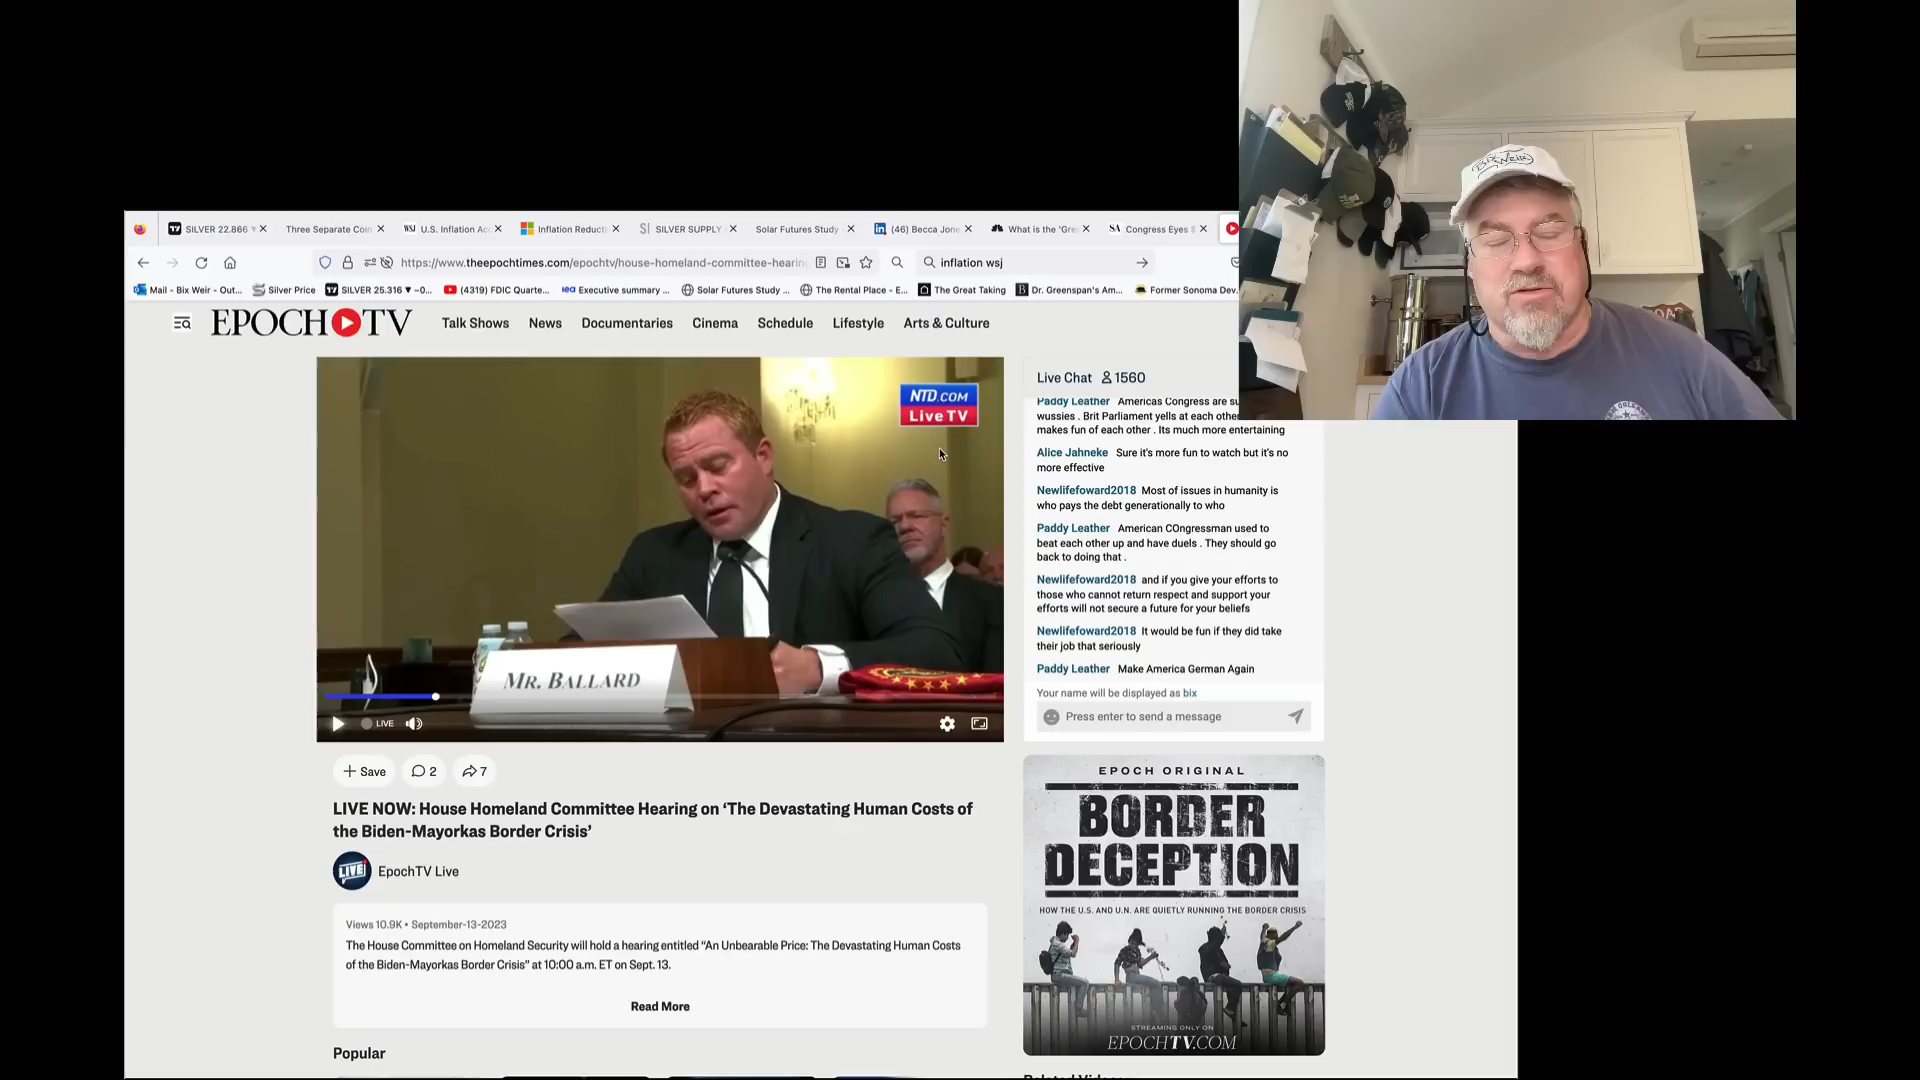 SILVER 22.866
Three Separate Coin
WSJ U.S. Inflation Acc
Inflation Reducti
SILVER SUPPLY
Solar Futures Study
(46) Becca Jone
What is the 'Gre
SA Congress Eyes S
https://www.theepochtimes.com/epochtv/house-homeland-committee-hearin
inflation wsj
Mail - Bix Weir - Out...
Silver Price
SILVER 25.316 ▼ −0...
(4319) FDIC Quarte...
iea Executive summary ...
Solar Futures Study ...
The Rental Place - E...
The Great Taking
Dr. Greenspan's Am...
Former Sonoma Dev.
EPOCH TV
Talk Shows
News
Documentaries
Cinema
Schedule
Lifestyle
Arts & Culture
NTD.COM
Live TV
MR. BALLARD
LIVE
Live Chat 1560
Paddy Leather Americas Congress are su
wussies . Brit Parliament yells at each other
makes fun of each other . Its much more entertaining
Alice Jahneke Sure it's more fun to watch but it's no
more effective
Newlifefoward2018 Most of issues in humanity is
who pays the debt generationally to who
Paddy Leather American COngressman used to
beat each other up and have duels . They should go
back to doing that .
Newlifefoward2018 and if you give your efforts to
those who cannot return respect and support your
efforts will not secure a future for your beliefs
Newlifefoward2018 It would be fun if they did take
their job that seriously
Paddy Leather Make America German Again
Your name will be displayed as bix
Press enter to send a message
+ Save
2
7
LIVE NOW: House Homeland Committee Hearing on ‘The Devastating Human Costs of
the Biden-Mayorkas Border Crisis’
LIVE
EpochTV Live
Views 10.9K • September-13-2023
The House Committee on Homeland Security will hold a hearing entitled “An Unbearable Price: The Devastating Human Costs
of the Biden-Mayorkas Border Crisis” at 10:00 a.m. ET on Sept. 13.
Read More
Popular
EPOCH ORIGINAL
BORDER
DECEPTION
HOW THE U.S. AND U.N. ARE QUIETLY RUNNING THE BORDER CRISIS
STREAMING ONLY ON
EPOCHTV.COM
Bix Weir